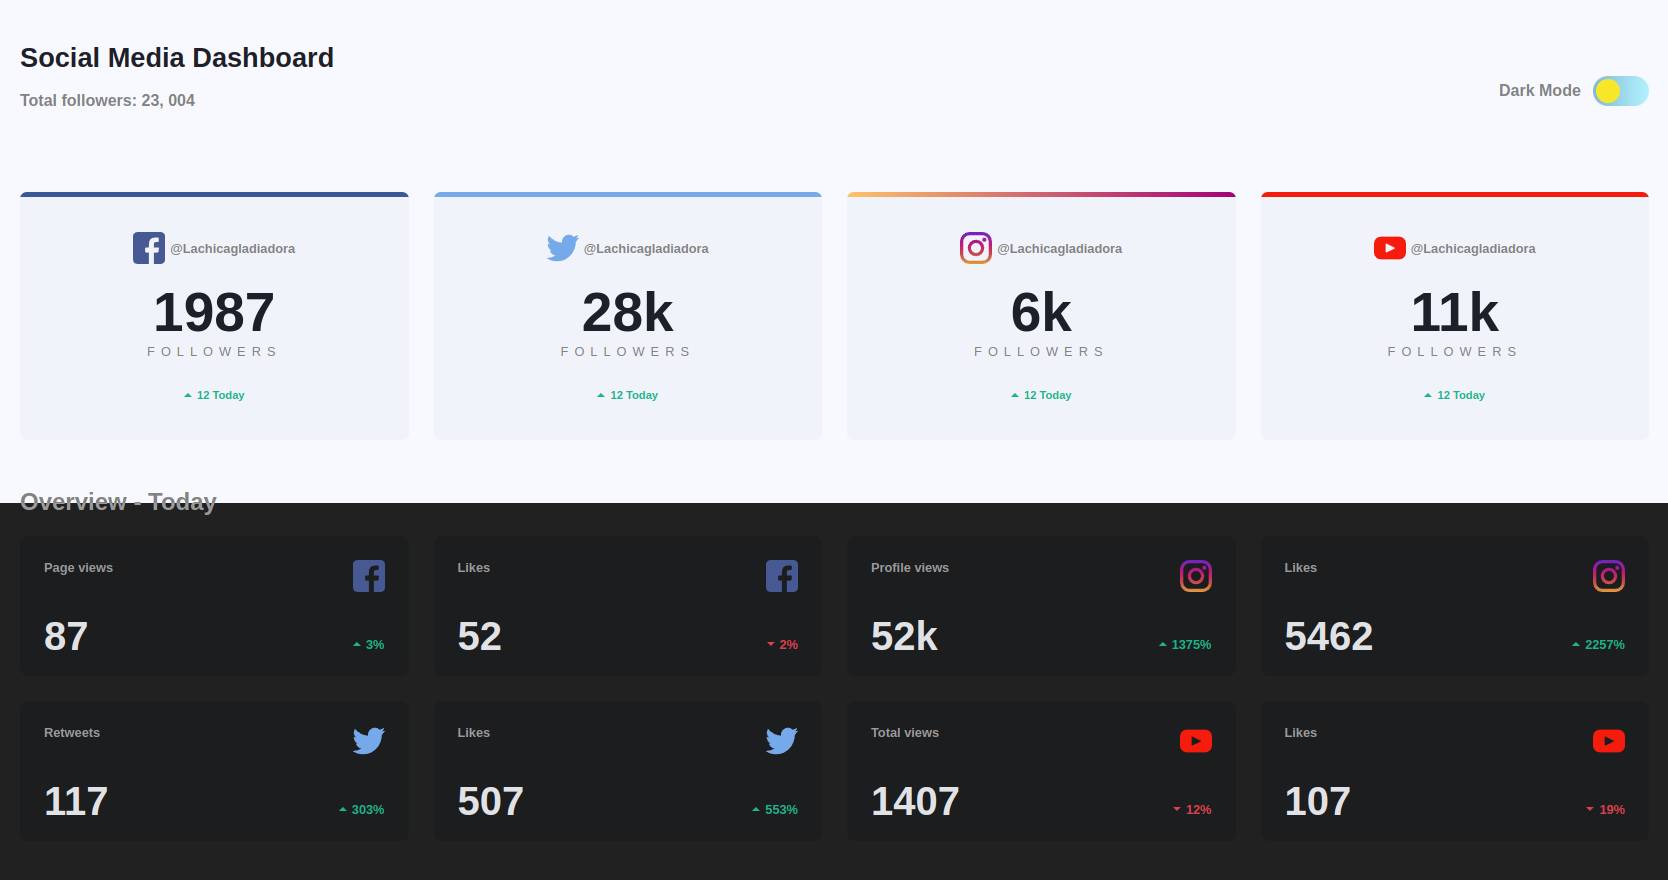 Social Media Dashboard
Total followers: 23, 004
Dark Mode
@Lachicagladiadora
1987
FOLLOWERS
12 Today
@Lachicagladiadora
28k
FOLLOWERS
12 Today
@Lachicagladiadora
6k
FOLLOWERS
12 Today
@Lachicagladiadora
11k
FOLLOWERS
12 Today
Overview - Today
Page views
87
3%
Likes
52
2%
Profile views
52k
1375%
Likes
5462
2257%
Retweets
117
303%
Likes
507
553%
Total views
1407
12%
Likes
107
19%